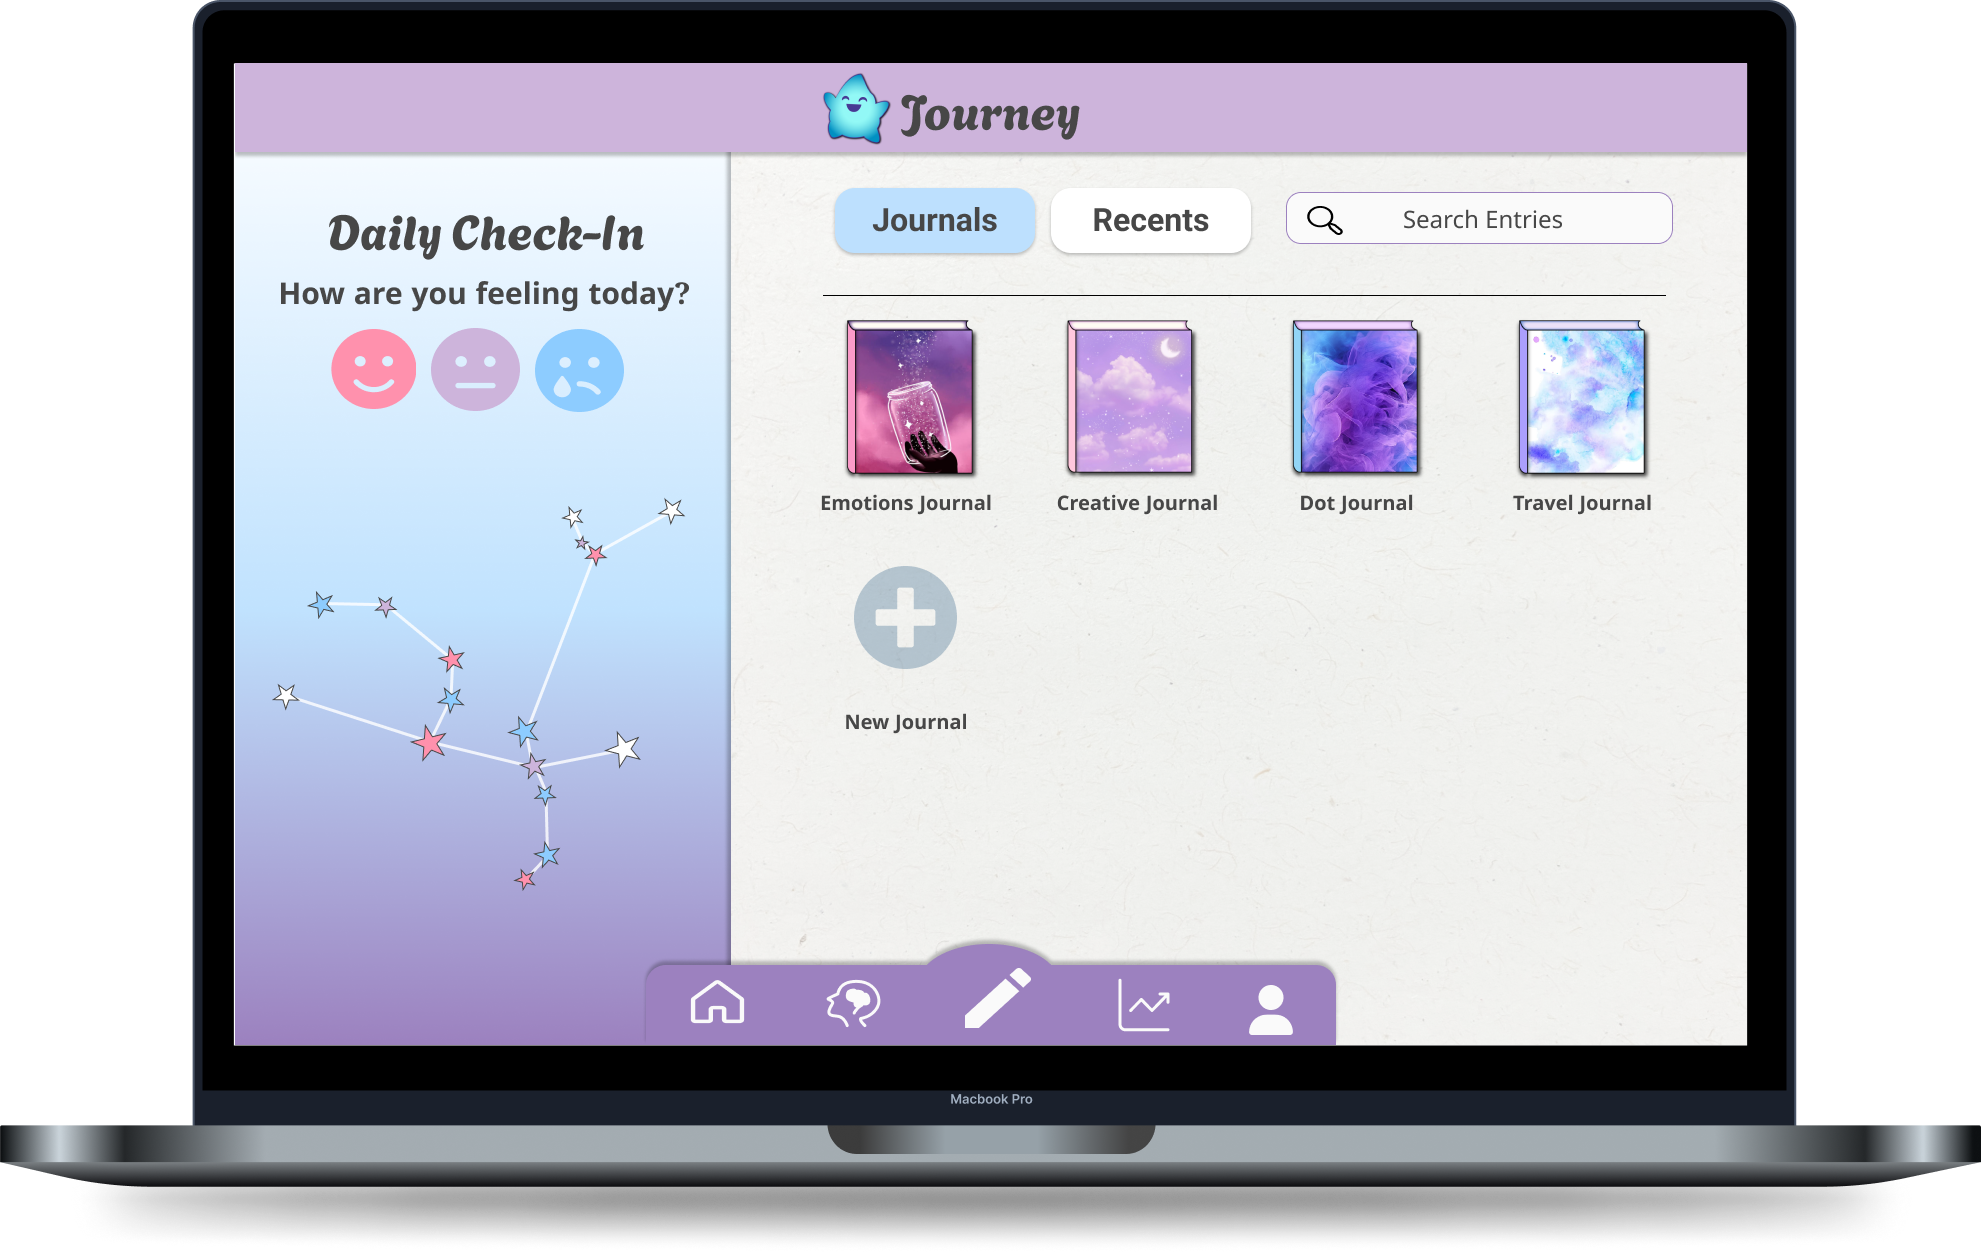 Journey
Daily Check-In
How are you feeling today?
Journals
Recents
Search Entries
Emotions Journal
Creative Journal
Dot Journal
Travel Journal
New Journal
Macbook Pro